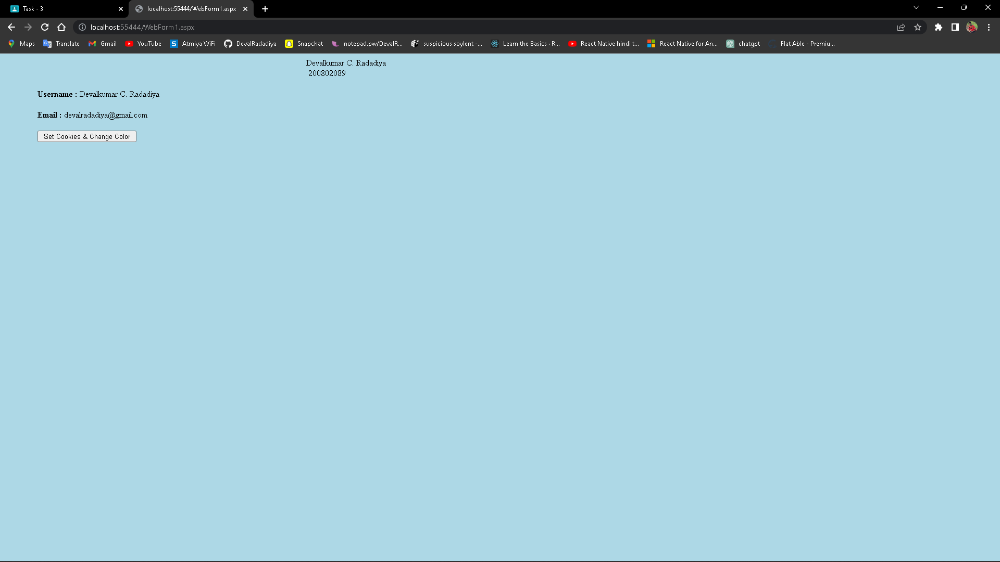 Task - 3
localhost:55444/WebForm1.aspx
localhost:55444/WebForm1.aspx
Maps
Translate
Gmail
YouTube
Atmiya WiFi
DevalRadadiya
Snapchat
notepad.pw/DevalR...
suspicious soylent -...
Learn the Basics · R...
React Native hindi t...
React Native for An...
chatgpt
Flat Able - Premiu...
Devalkumar C. Radadiya
200802089
Username : Devalkumar C. Radadiya
Email : devalradadiya@gmail.com
Set Cookies & Change Color